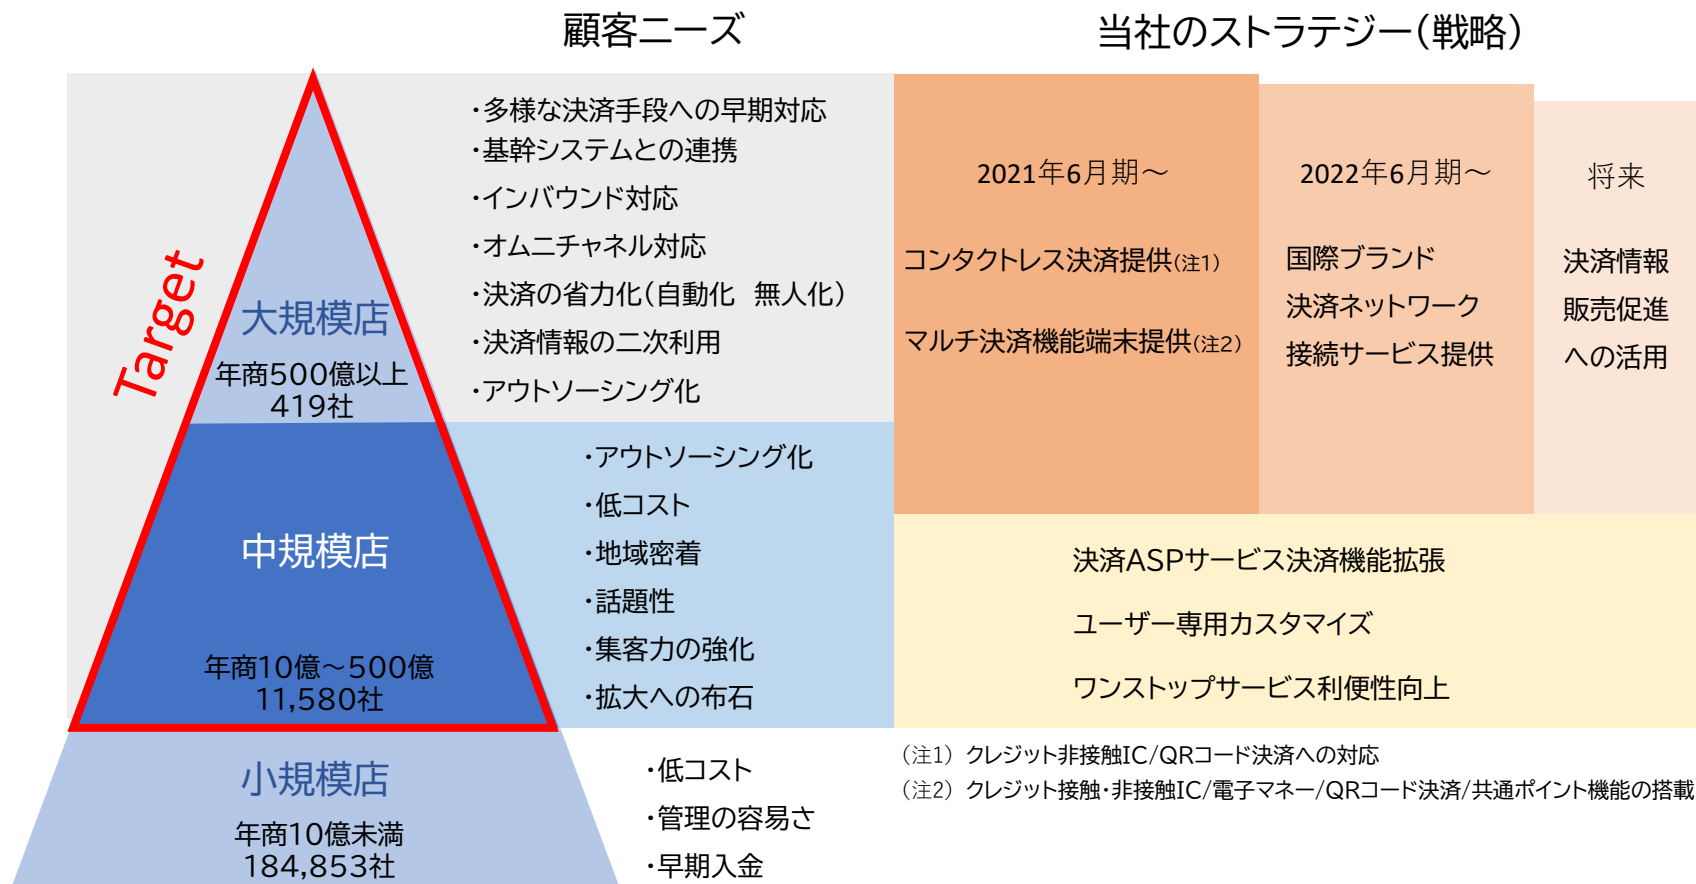 顧客ニーズ
当社のストラテジー(戦略)
Target
大規模店
年商500億以上
419社
・多様な決済手段への早期対応
・基幹システムとの連携
・インバウンド対応
・オムニチャネル対応
・決済の省力化(自動化　無人化)
・決済情報の二次利用
・アウトソーシング化
中規模店
年商10億～500億
11,580社
・アウトソーシング化
・低コスト
・地域密着
・話題性
・集客力の強化
・拡大への布石
小規模店
年商10億未満
184,853社
・低コスト
・管理の容易さ
・早期入金
2021年6月期～
コンタクトレス決済提供(注1)
マルチ決済機能端末提供(注2)
2022年6月期～
国際ブランド
決済ネットワーク
接続サービス提供
将来
決済情報
販売促進
への活用
決済ASPサービス決済機能拡張
ユーザー専用カスタマイズ
ワンストップサービス利便性向上
(注1) クレジット非接触IC/QRコード決済への対応
(注2) クレジット接触・非接触IC/電子マネー/QRコード決済/共通ポイント機能の搭載